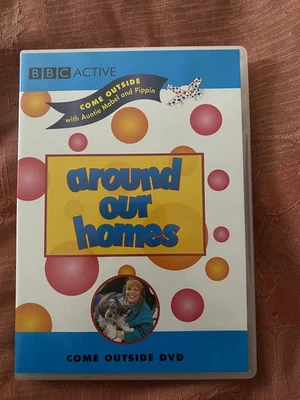 BBC ACTIVE
COME OUTSIDE
with Auntie Mabel and Pippin
around
our
homes
COME OUTSIDE DVD